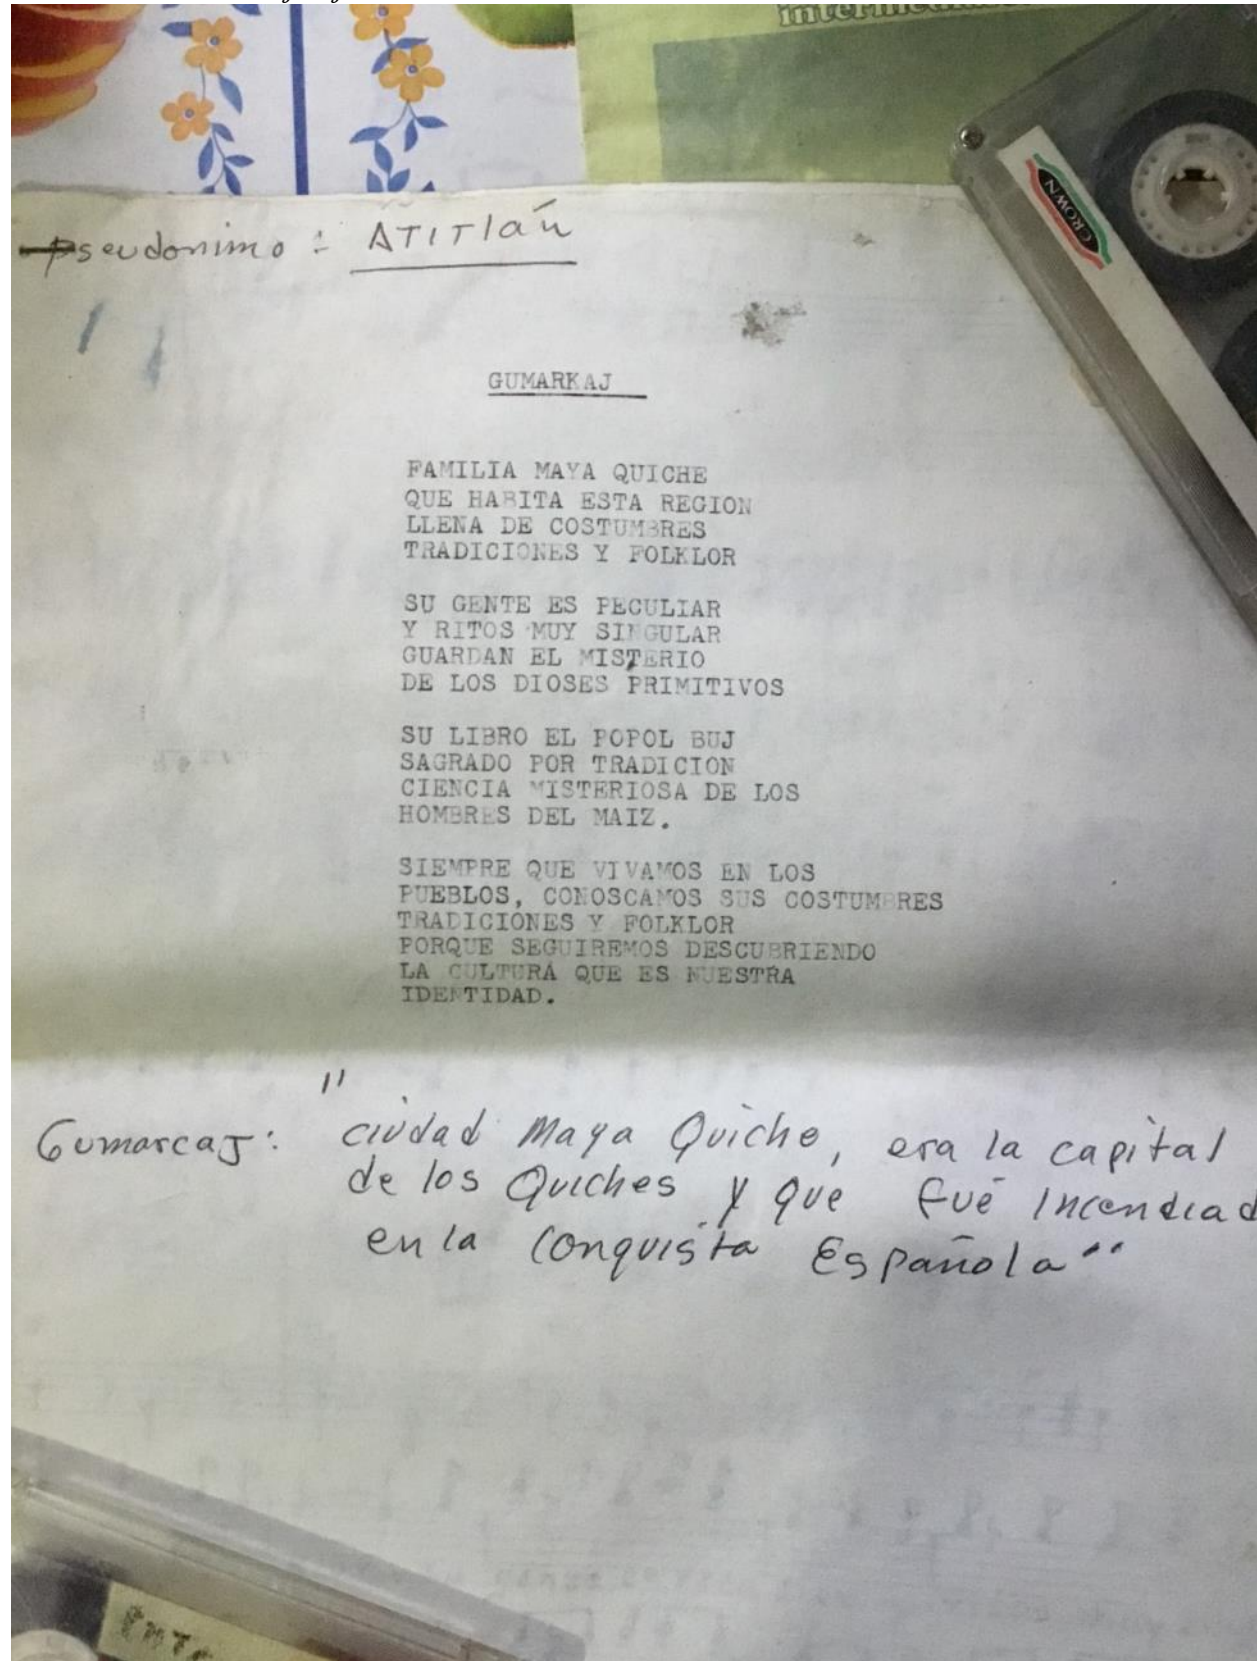 Pseudonimo: ATITlán
CROWN
GUMARKAJ
FAMILIA MAYA QUICHE
QUE HABITA ESTA REGION
LLENA DE COSTUMBRES
TRADICIONES Y FOLKLOR
SU GENTE ES PECULIAR
Y RITOS MUY SINGULAR
GUARDAN EL MISTERIO
DE LOS DIOSES PRIMITIVOS
SU LIBRO EL POPOL BUJ
SAGRADO POR TRADICION
CIENCIA MISTERIOSA DE LOS
HOMBRES DEL MAIZ.
SIEMPRE QUE VIVAMOS EN LOS
PUEBLOS, CONOSCAMOS SUS COSTUMBRES
TRADICIONES Y FOLKLOR
PORQUE SEGUIREMOS DESCUBRIENDO
LA CULTURA QUE ES NUESTRA
IDENTIDAD.
Gumarcaj: "ciudad Maya Quiche, era la capital
de los Quiches y que fué incendiad
en la Conquista Española"